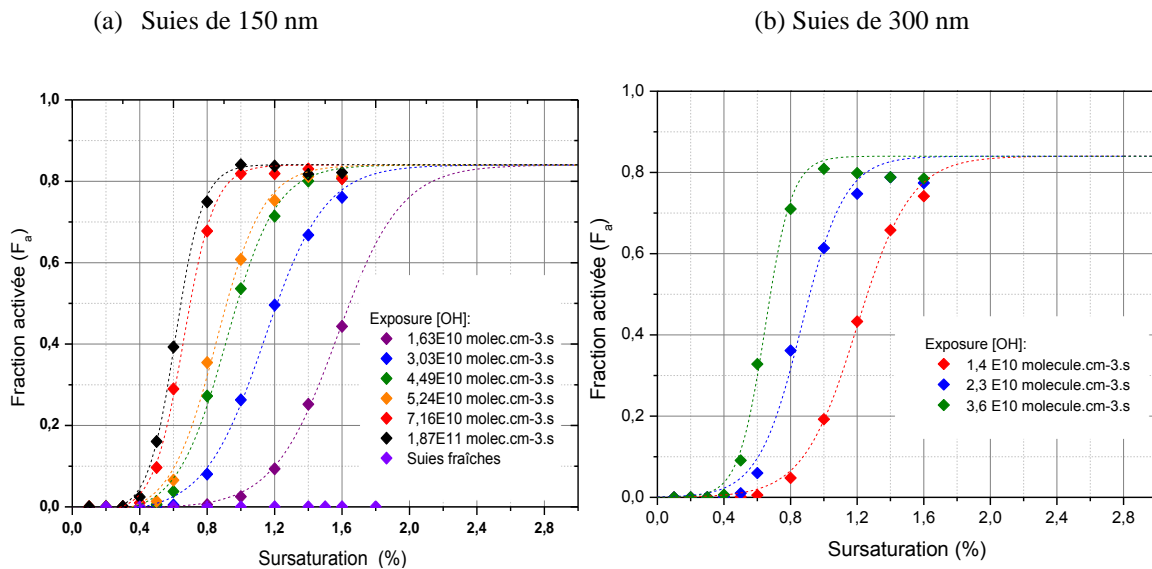 (a) Suies de 150 nm
(b) Suies de 300 nm
1,0
0,8
0,6
0,4
0,2
0,0
Fraction activée (Fa)
Exposure [OH]:
1,63E10 molec.cm-3.s
3,03E10 molec.cm-3.s
4,49E10 molec.cm-3.s
5,24E10 molec.cm-3.s
7,16E10 molec.cm-3.s
1,87E11 molec.cm-3.s
Suies fraîches
0,0 0,4 0,8 1,2 1,6 2,0 2,4 2,8
Sursaturation (%)
1,0
0,8
0,6
0,4
0,2
0,0
Fraction activée (Fa)
Exposure [OH]:
1,4 E10 molecule.cm-3.s
2,3 E10 molecule.cm-3.s
3,6 E10 molecule.cm-3.s
0,0 0,4 0,8 1,2 1,6 2,0 2,4 2,8
Sursaturation (%)